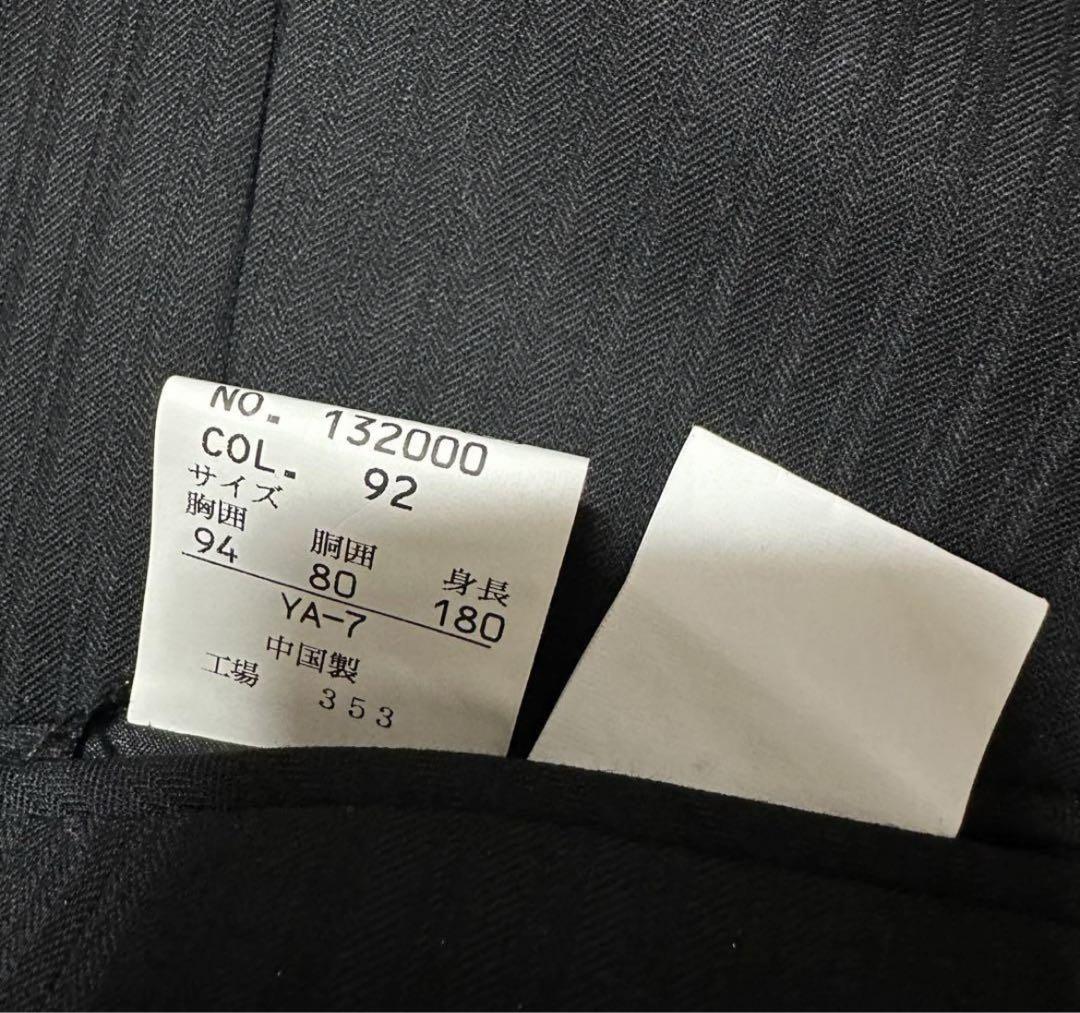 NO. 132000
COL. 92
サイズ
胸囲 胴囲 身長
94 80 180
YA-7
中国製
工場 353